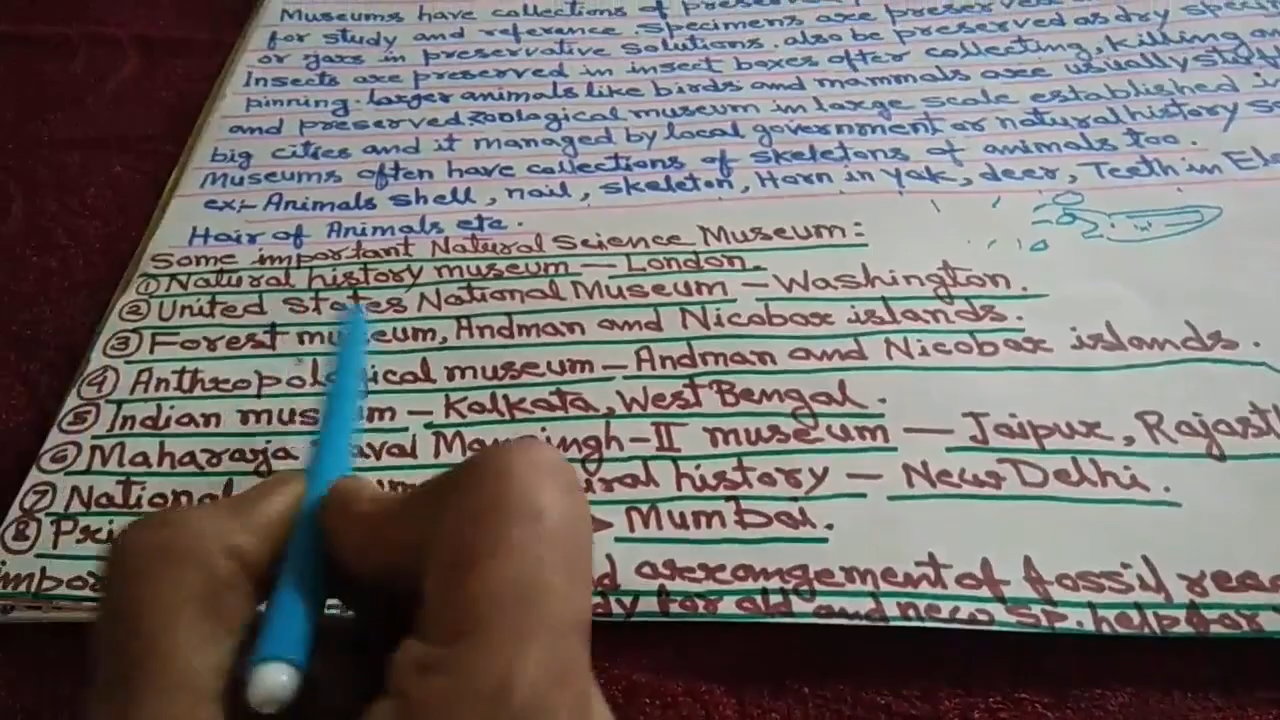 Museums have collections of
for study and reference. Specimens are preserved
or jars in preservative solutions. also be preserved as dry
Insects are preserved in insect boxes after collecting, killing
pinning. larger animals like birds and mammals are usually
and preserved. zoological museum in large scale established
big cities and it managed by local government or natural history
Museums often have collections of skeletons of animals too.
ex:- Animals shell, nail, skeleton, Horn in yak, deer, Teeth in
Hair of Animals etc.
Some important Natural Science Museum:
① Natural history museum — London.
② United States National Museum — Washington.
③ Forest museum, Andman and Nicobar islands.
④ Anthropological museum — Andman and Nicobar islands.
⑤ Indian museum — Kolkata, West Bengal.
⑥ Maharaja Singh-II museum — Jaipur,
⑦ National history — New Delhi.
⑧ Mumbai.
arrangement of fossil
for old and new sp. help for